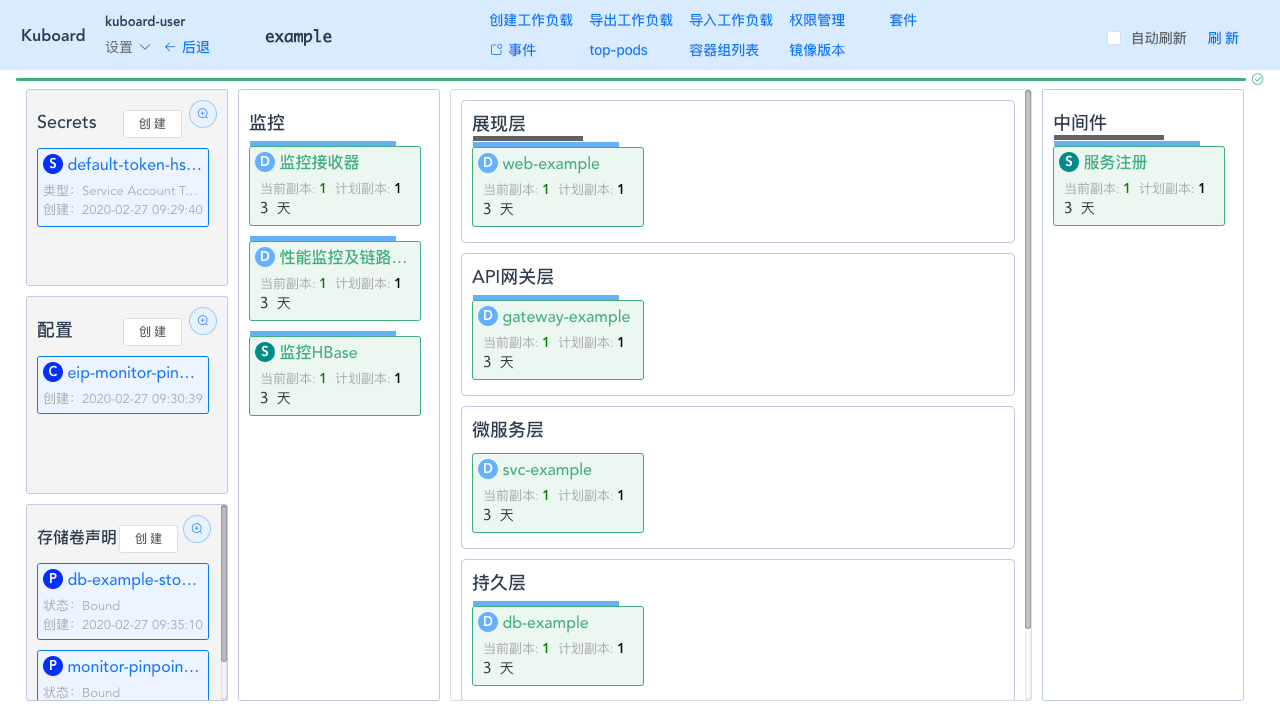 Kuboard
kuboard-user
设置
← 后退
example
创建工作负载 导出工作负载 导入工作负载 权限管理 套件
事件 top-pods 容器组列表 镜像版本
自动刷新 刷 新
Secrets 创 建
S default-token-hs...
类型： Service Account T...
创建： 2020-02-27 09:29:40
配置 创 建
C eip-monitor-pin...
创建： 2020-02-27 09:30:39
存储卷声明 创 建
P db-example-sto...
状态： Bound
创建： 2020-02-27 09:35:10
P monitor-pinpoin...
状态： Bound
监控
D 监控接收器
当前副本: 1 计划副本: 1
3 天
D 性能监控及链路...
当前副本: 1 计划副本: 1
3 天
S 监控HBase
当前副本: 1 计划副本: 1
3 天
展现层
D web-example
当前副本: 1 计划副本: 1
3 天
API网关层
D gateway-example
当前副本: 1 计划副本: 1
3 天
微服务层
D svc-example
当前副本: 1 计划副本: 1
3 天
持久层
D db-example
当前副本: 1 计划副本: 1
3 天
中间件
S 服务注册
当前副本: 1 计划副本: 1
3 天